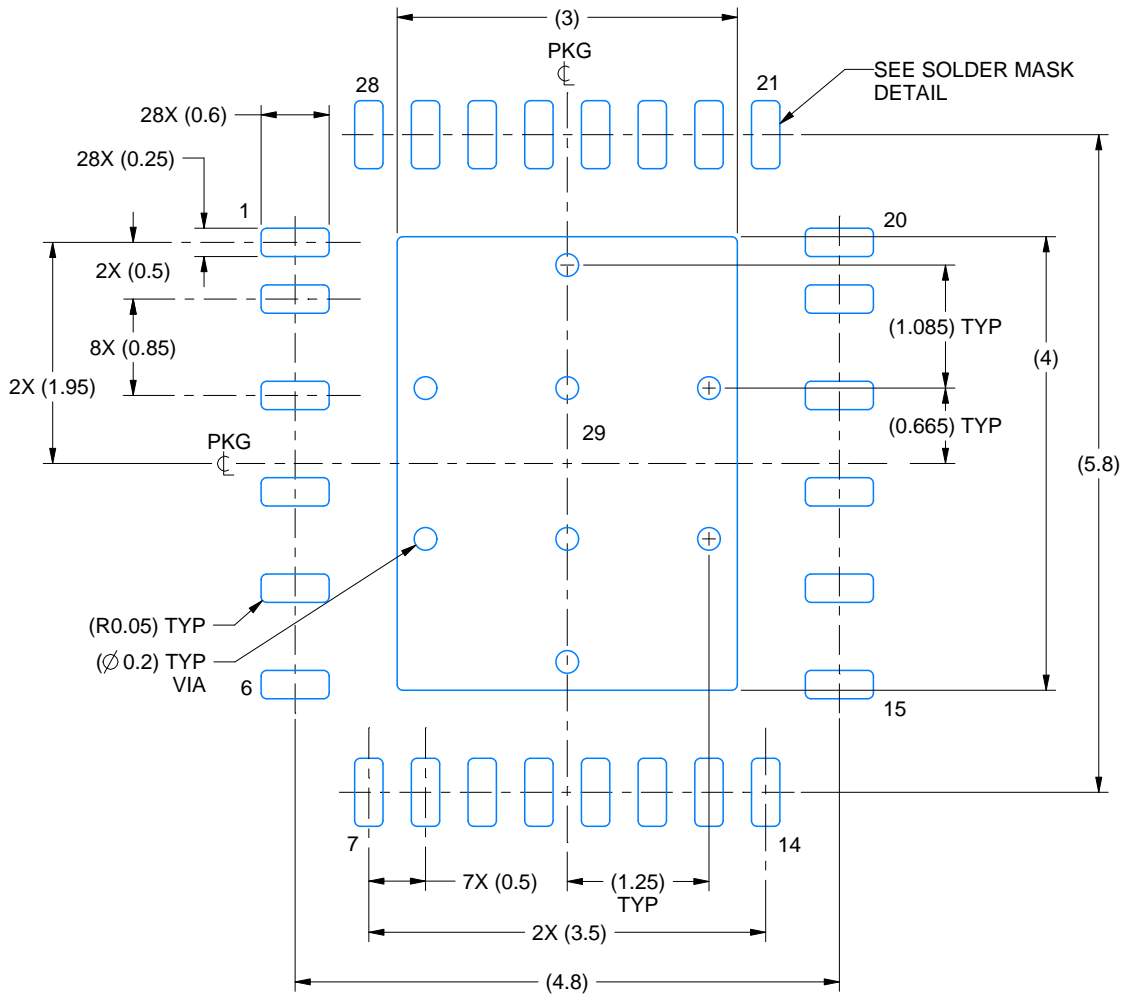 (3)
PKG
℄
28
21
SEE SOLDER MASK
DETAIL
28X (0.6)
28X (0.25)
1
20
2X (0.5)
(1.085) TYP
8X (0.85)
(4)
2X (1.95)
(0.665) TYP
29
PKG
℄
(5.8)
(R0.05) TYP
(∅ 0.2) TYP
VIA
6
15
7
14
7X (0.5)
(1.25)
TYP
2X (3.5)
(4.8)